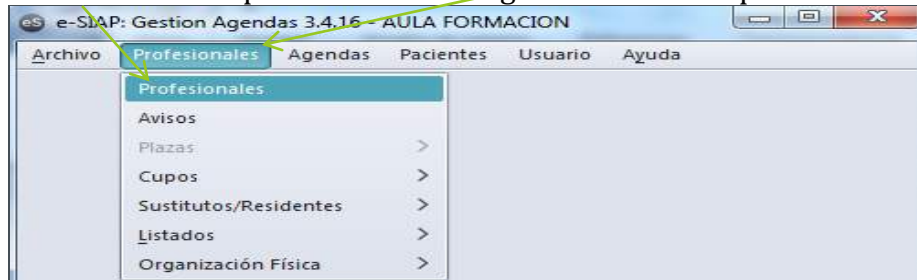 e-SIAP: Gestion Agendas 3.4.16 - AULA FORMACION
Archivo Profesionales Agendas Pacientes Usuario Ayuda
Profesionales
Avisos
Plazas >
Cupos >
Sustitutos/Residentes >
Listados >
Organización Física >